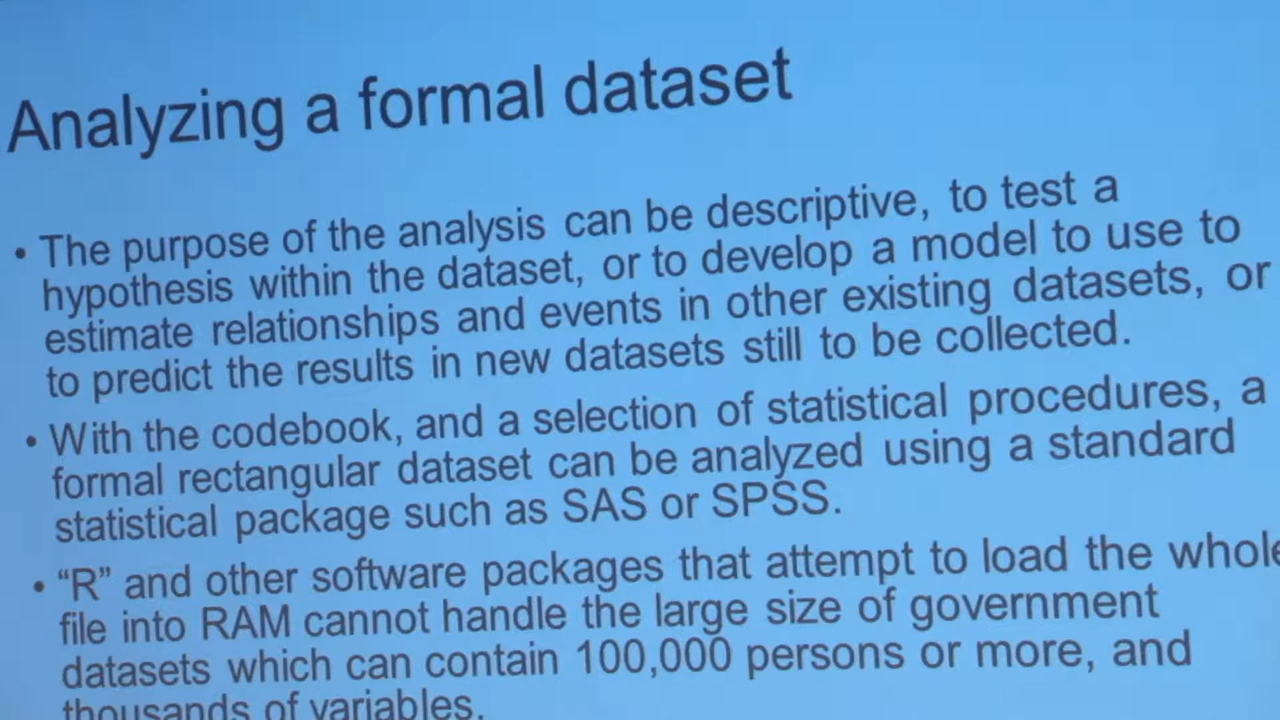 Analyzing a formal dataset
• The purpose of the analysis can be descriptive, to test a
hypothesis within the dataset, or to develop a model to use to
estimate relationships and events in other existing datasets, or
to predict the results in new datasets still to be collected.
• With the codebook, and a selection of statistical procedures, a
formal rectangular dataset can be analyzed using a standard
statistical package such as SAS or SPSS.
• “R” and other software packages that attempt to load the whole
file into RAM cannot handle the large size of government
datasets which can contain 100,000 persons or more, and
thousands of variables.